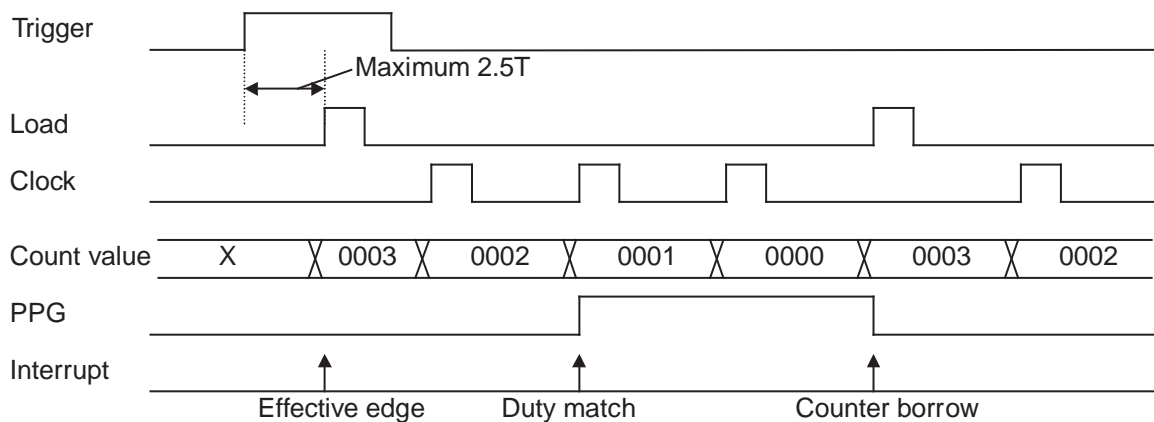 Trigger
Maximum 2.5T
Load
Clock
Count value X 0003 0002 0001 0000 0003 0002
PPG
Interrupt
Effective edge Duty match Counter borrow